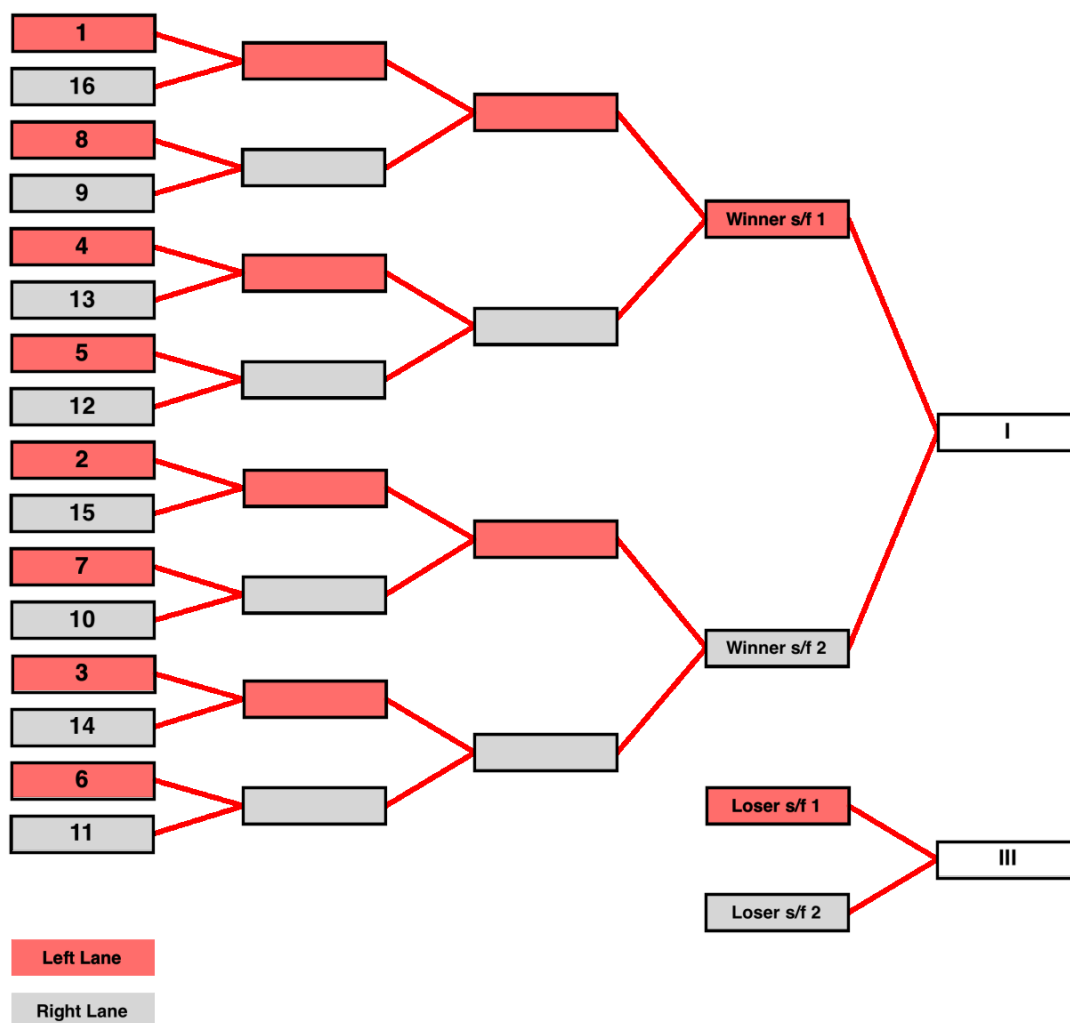 1
16
8
9
4
13
5
12
2
15
7
10
3
14
6
11
Winner s/f 1
Winner s/f 2
I
Loser s/f 1
Loser s/f 2
III
Left Lane
Right Lane